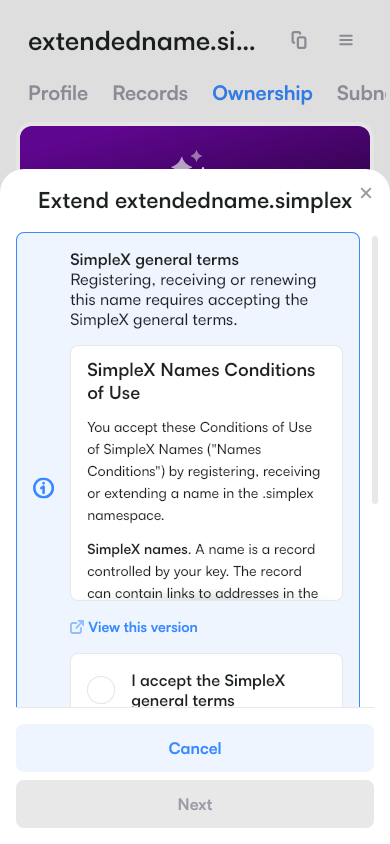 extendedname.si...
Profile Records Ownership Subn
Extend extendedname.simplex
SimpleX general terms
Registering, receiving or renewing
this name requires accepting the
SimpleX general terms.
SimpleX Names Conditions
of Use
You accept these Conditions of Use
of SimpleX Names ("Names
Conditions") by registering, receiving
or extending a name in the .simplex
namespace.
SimpleX names. A name is a record
controlled by your key. The record
can contain links to addresses in the
View this version
I accept the SimpleX
general terms
Cancel
Next